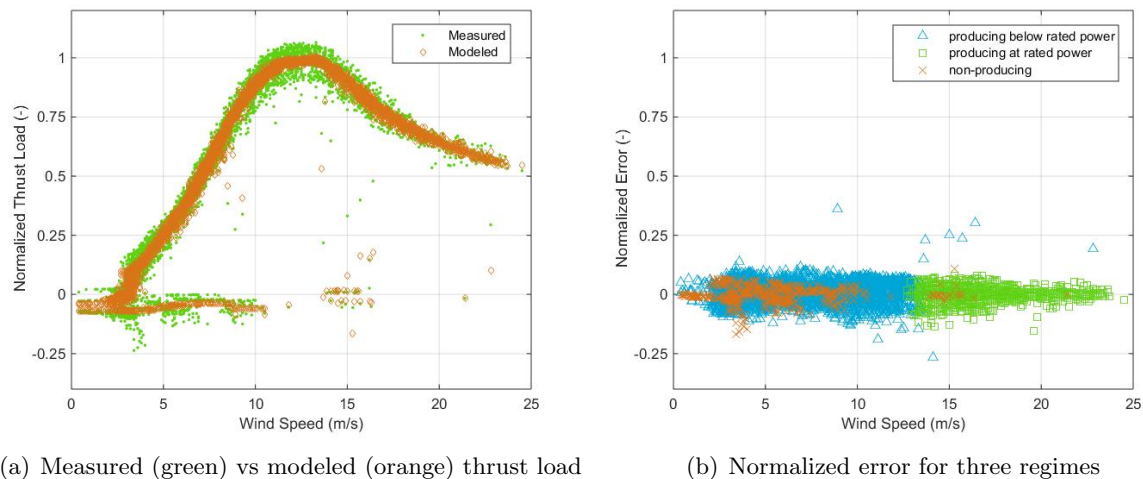 Measured
Modeled
1
0.75
0.5
0.25
0
-0.25
Normalized Thrust Load (-)
0
5
10
15
20
25
Wind Speed (m/s)
(a) Measured (green) vs modeled (orange) thrust load
producing below rated power
producing at rated power
non-producing
1
0.75
0.5
0.25
0
-0.25
Normalized Error (-)
0
5
10
15
20
25
Wind Speed (m/s)
(b) Normalized error for three regimes